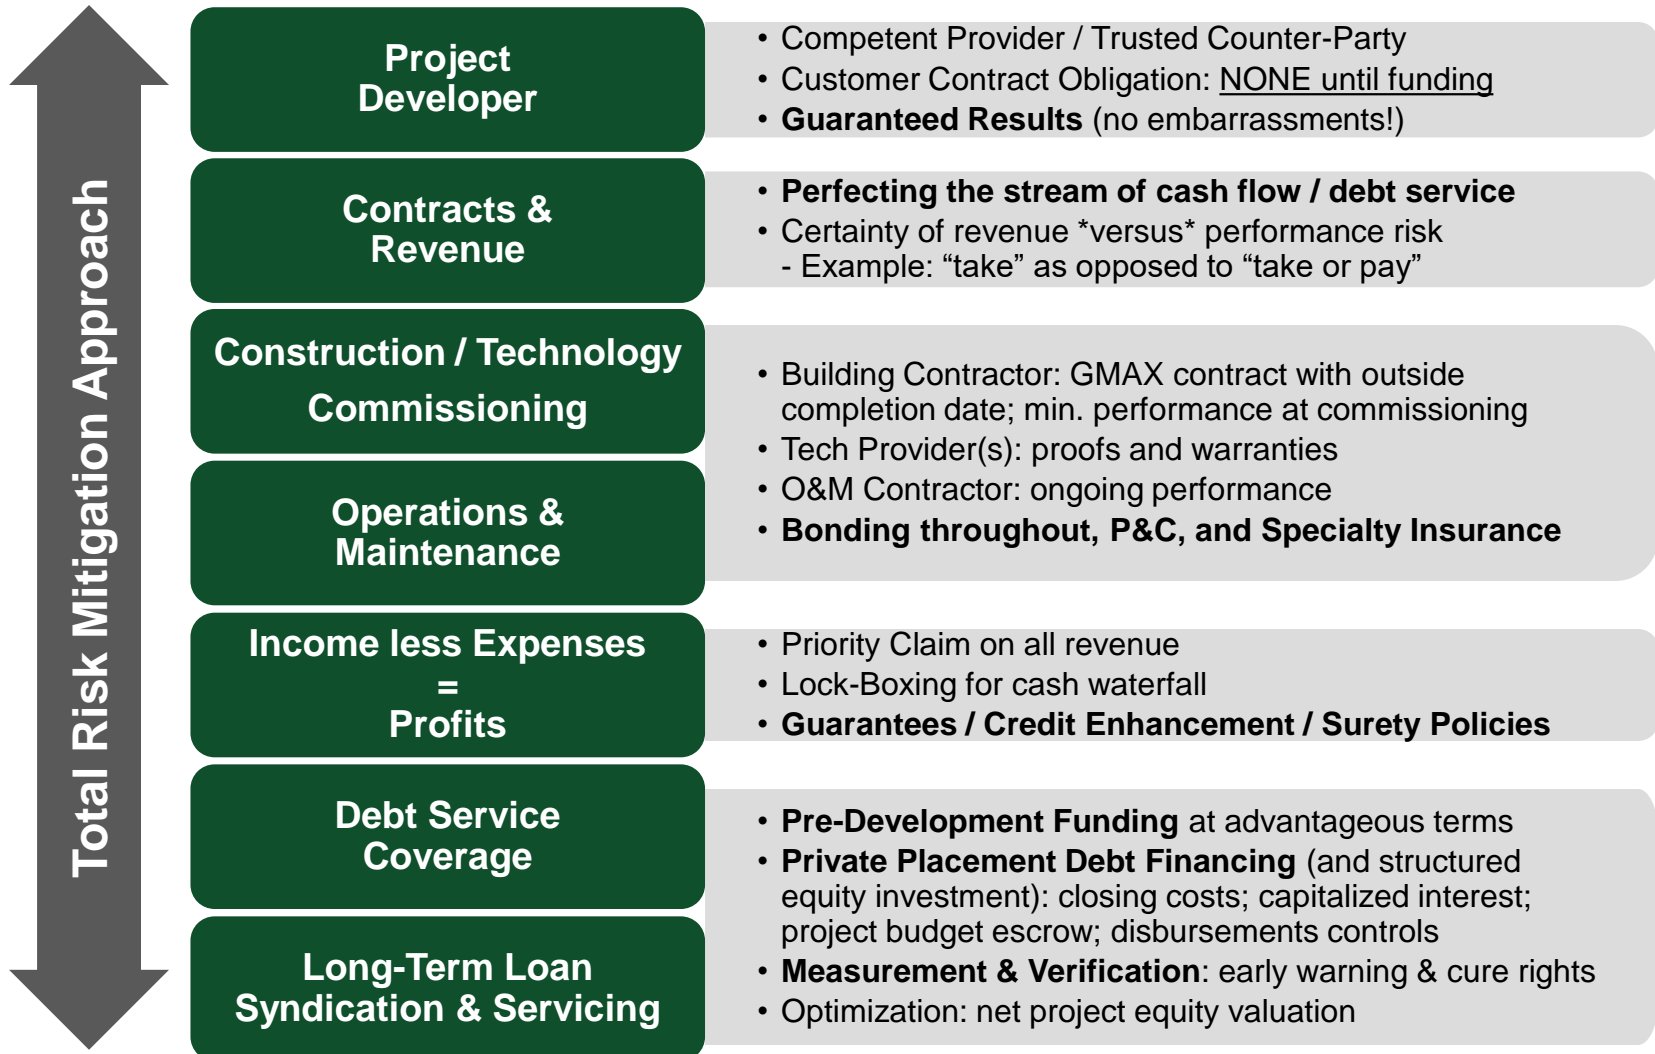 Total Risk Mitigation Approach
Project
Developer
• Competent Provider / Trusted Counter-Party
• Customer Contract Obligation: NONE until funding
• Guaranteed Results (no embarrassments!)
Contracts &
Revenue
• Perfecting the stream of cash flow / debt service
• Certainty of revenue *versus* performance risk
- Example: “take” as opposed to “take or pay”
Construction / Technology
Commissioning
Operations &
Maintenance
• Building Contractor: GMAX contract with outside
completion date; min. performance at commissioning
• Tech Provider(s): proofs and warranties
• O&M Contractor: ongoing performance
• Bonding throughout, P&C, and Specialty Insurance
Income less Expenses
=
Profits
• Priority Claim on all revenue
• Lock-Boxing for cash waterfall
• Guarantees / Credit Enhancement / Surety Policies
Debt Service
Coverage
Long-Term Loan
Syndication & Servicing
• Pre-Development Funding at advantageous terms
• Private Placement Debt Financing (and structured
equity investment): closing costs; capitalized interest;
project budget escrow; disbursements controls
• Measurement & Verification: early warning & cure rights
• Optimization: net project equity valuation